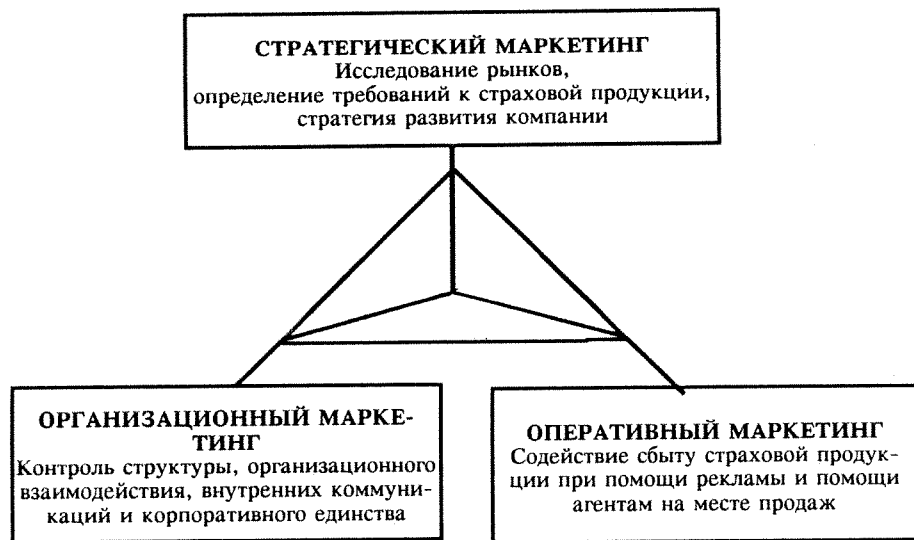 СТРАТЕГИЧЕСКИЙ МАРКЕТИНГ
Исследование рынков,
определение требований к страховой продукции,
стратегия развития компании
ОРГАНИЗАЦИОННЫЙ МАРКЕ-
ТИНГ
Контроль структуры, организационного
взаимодействия, внутренних коммуни-
каций и корпоративного единства
ОПЕРАТИВНЫЙ МАРКЕТИНГ
Содействие сбыту страховой продук-
ции при помощи рекламы и помощи
агентам на месте продаж